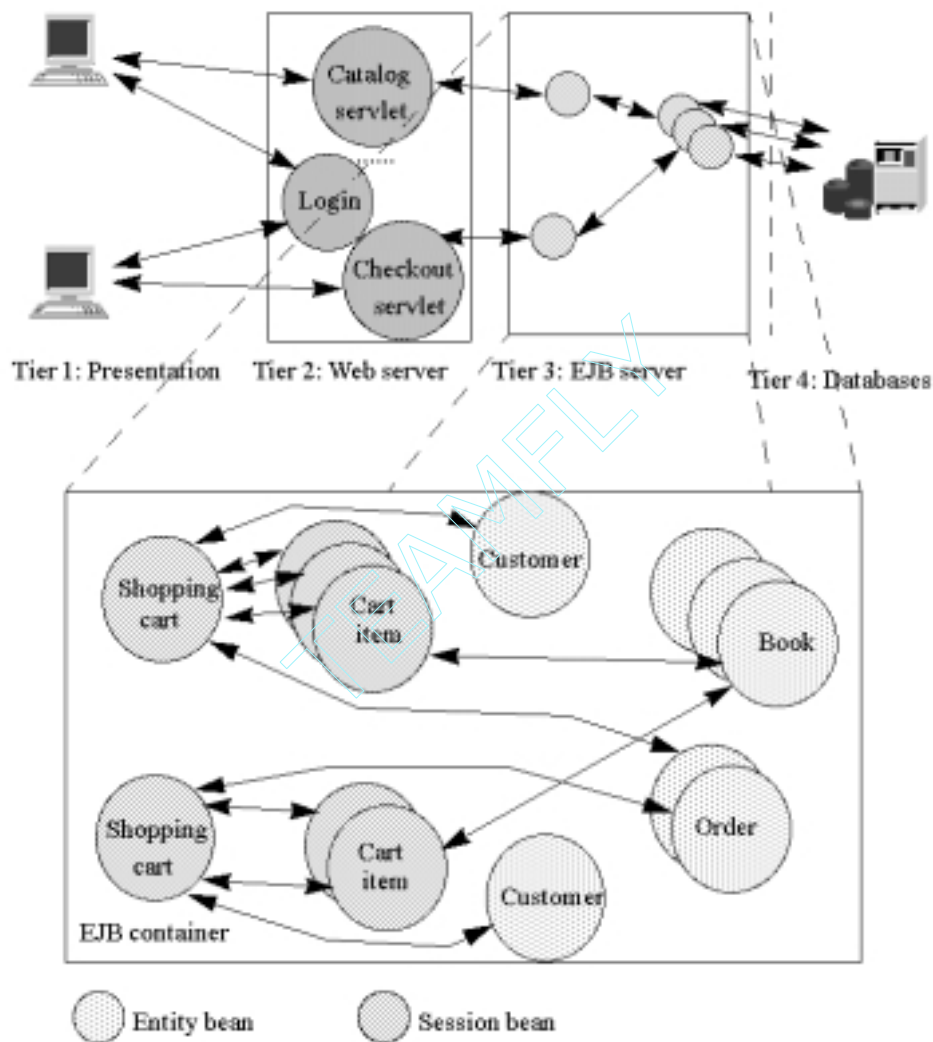 Catalog
servlet
Login
Checkout
servlet
Tier 1: Presentation
Tier 2: Web server
Tier 3: EJB server
Tier 4: Databases
Customer
Shopping
cart
Cart
item
Book
Shopping
cart
Cart
item
Order
Customer
EJB container
Entity bean
Session bean
TEAMFLY